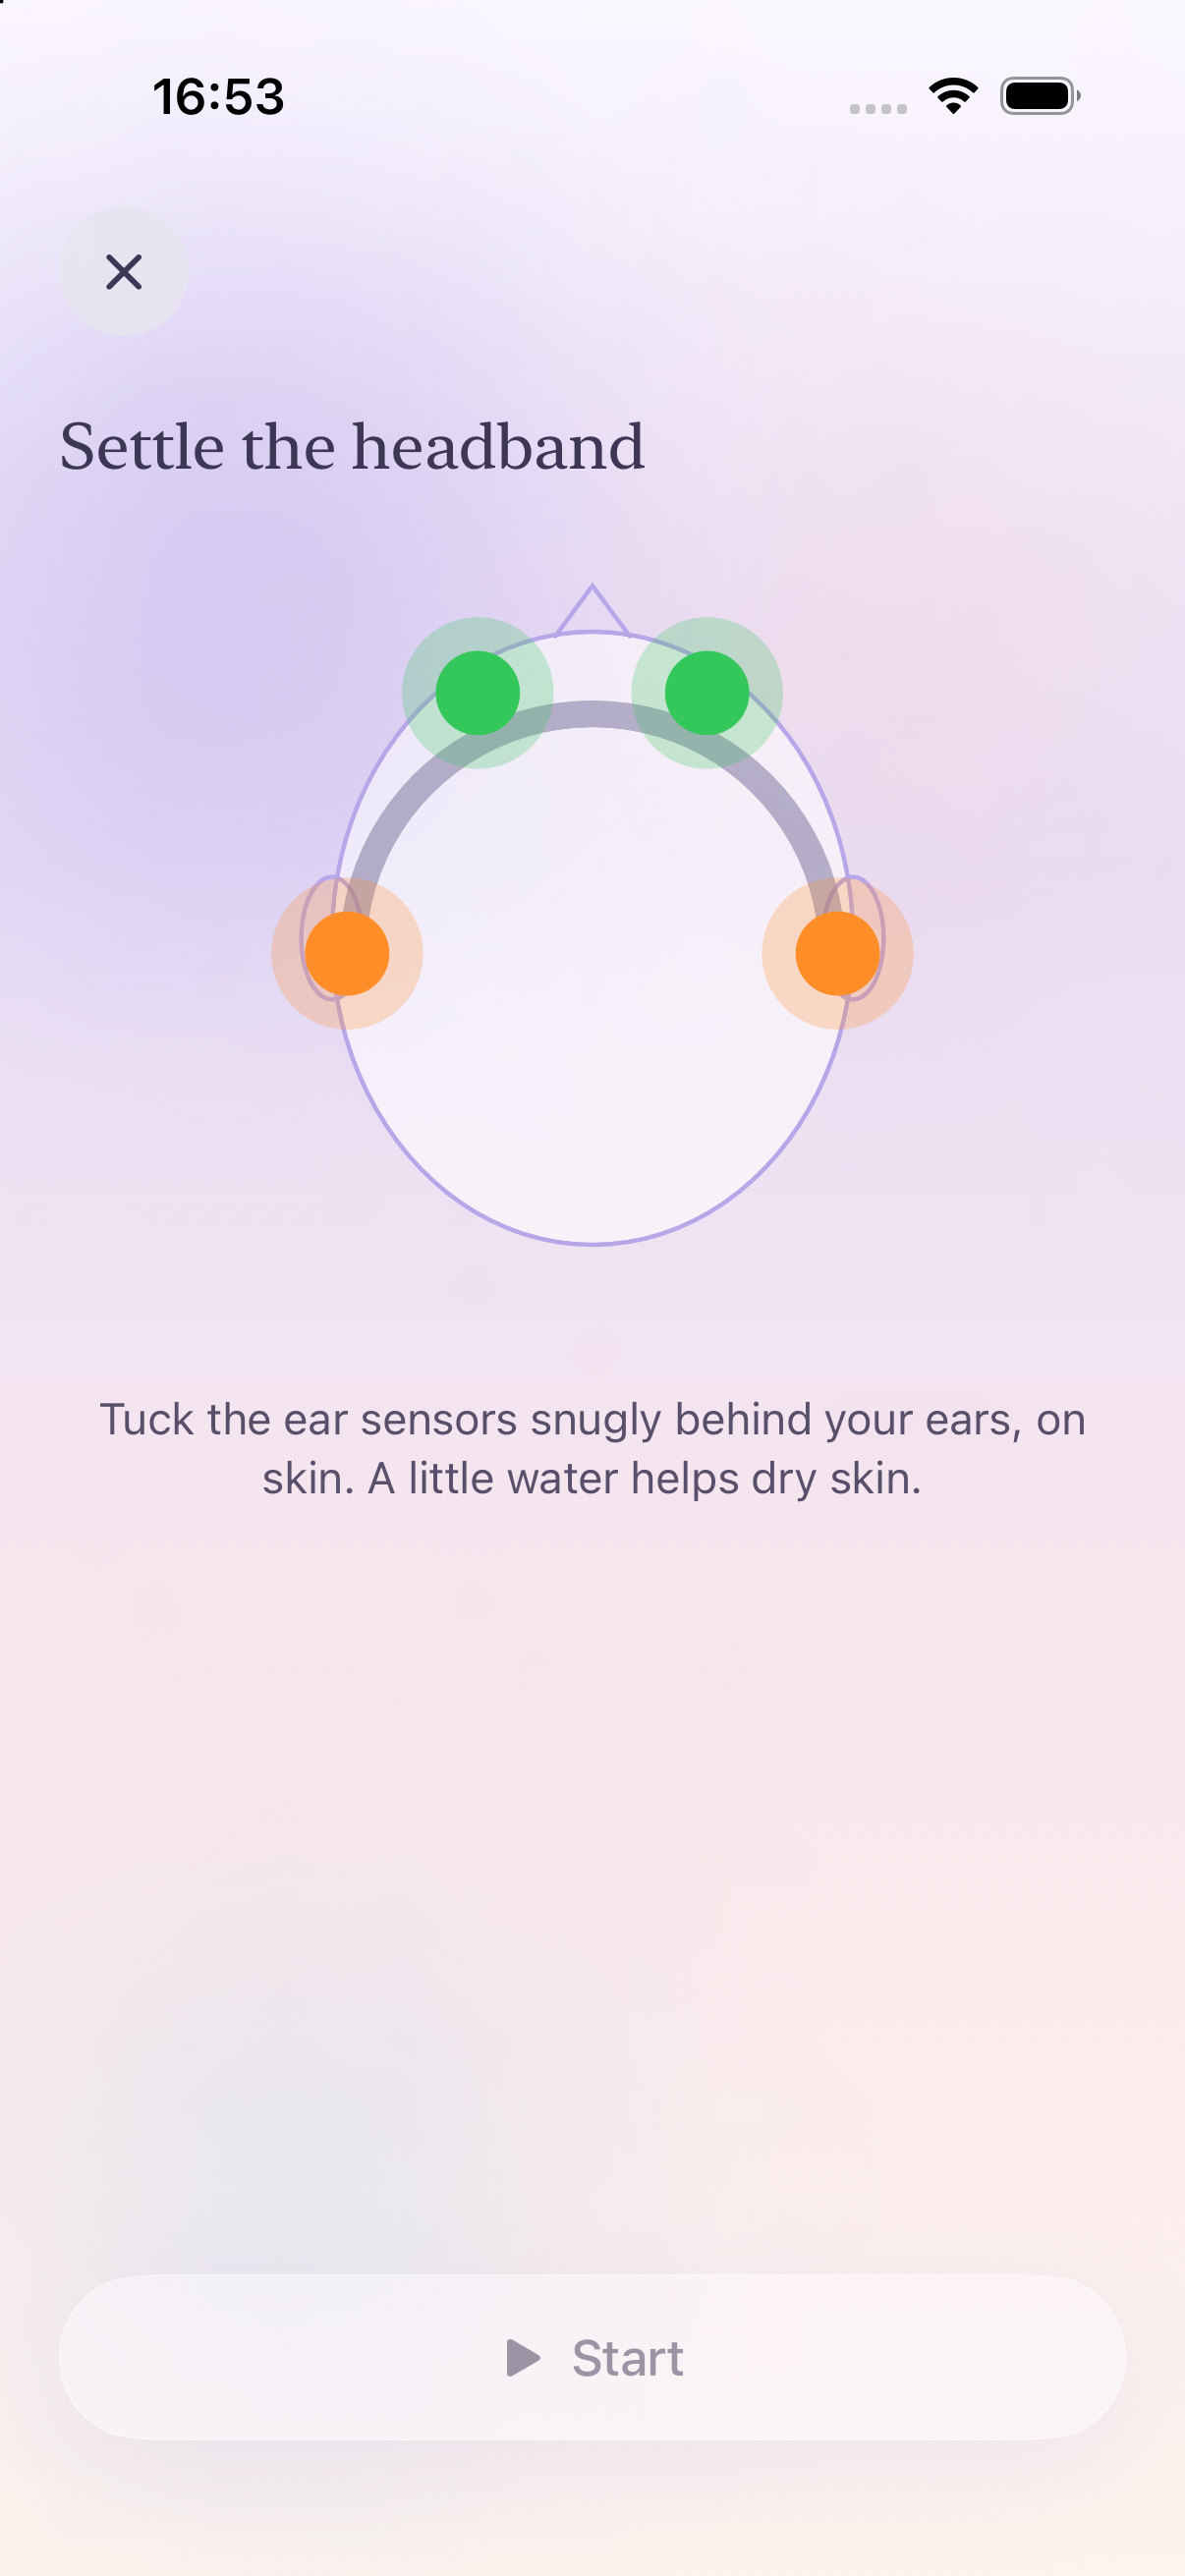 16:53
Settle the headband
Tuck the ear sensors snugly behind your ears, on
skin. A little water helps dry skin.
Start